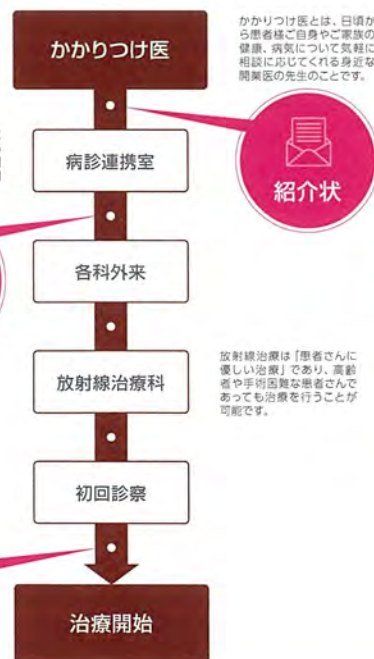 かかりつけ医
かかりつけ医とは、日頃か
ら患者様ご自身やご家族の
健康、病気について気軽に
相談に応じてくれる身近な
開業医の先生のことです。
病診連携室
紹介状
各科外来
放射線治療科
放射線治療は「患者さんに
優しい治療」であり、高齢
者や手術困難な患者さんで
あっても治療を行うことが
可能です。
初回診察
治療開始